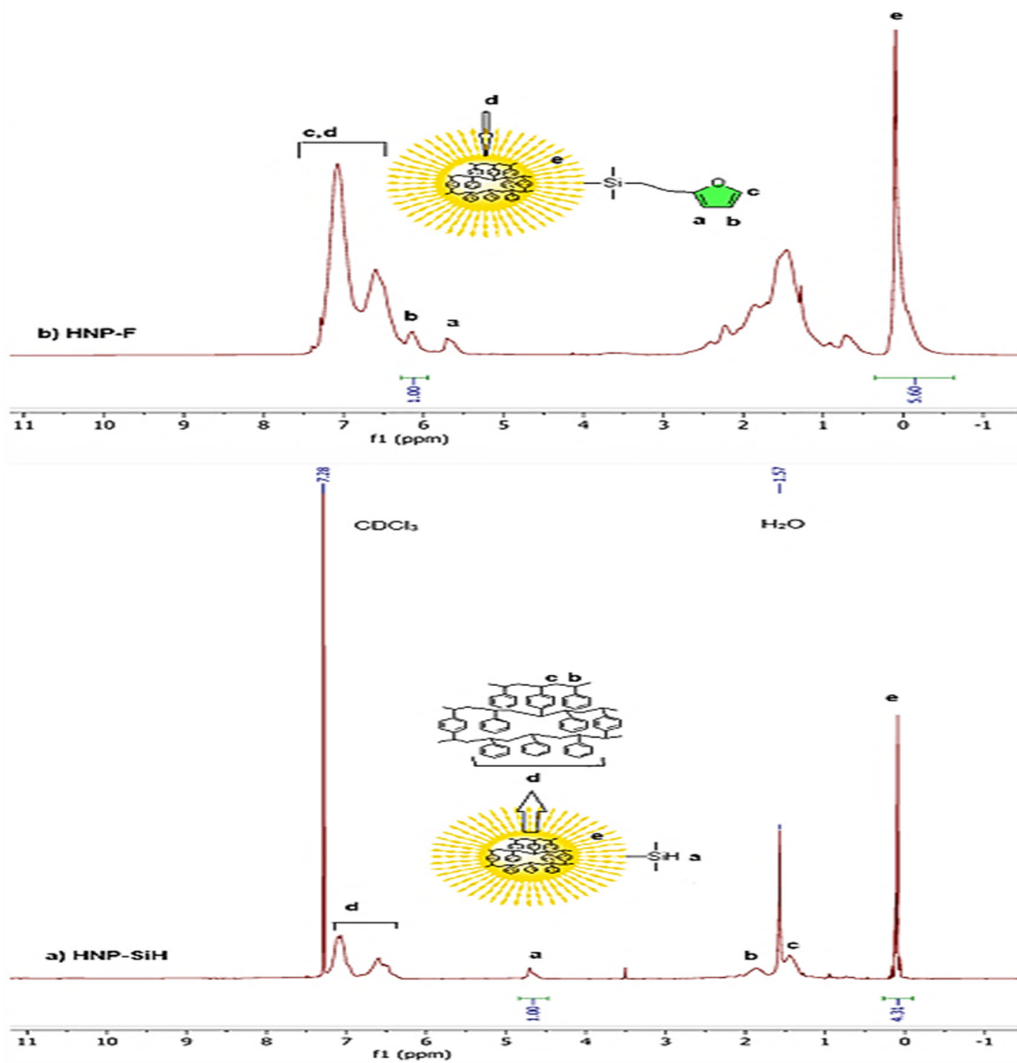 e
d
c,d
e
Si
O
c
a
b
b
a
b) HNP-F
1.00
5.60
11 10 9 8 7 6 5 4 3 2 1 0 -1
f1 (ppm)
7.28
1.57
CDCl₃
H₂O
c b
e
d
e
SiH a
d
a
b
c
a) HNP-SiH
1.00
4.31
11 10 9 8 7 6 5 4 3 2 1 0 -1
f1 (ppm)